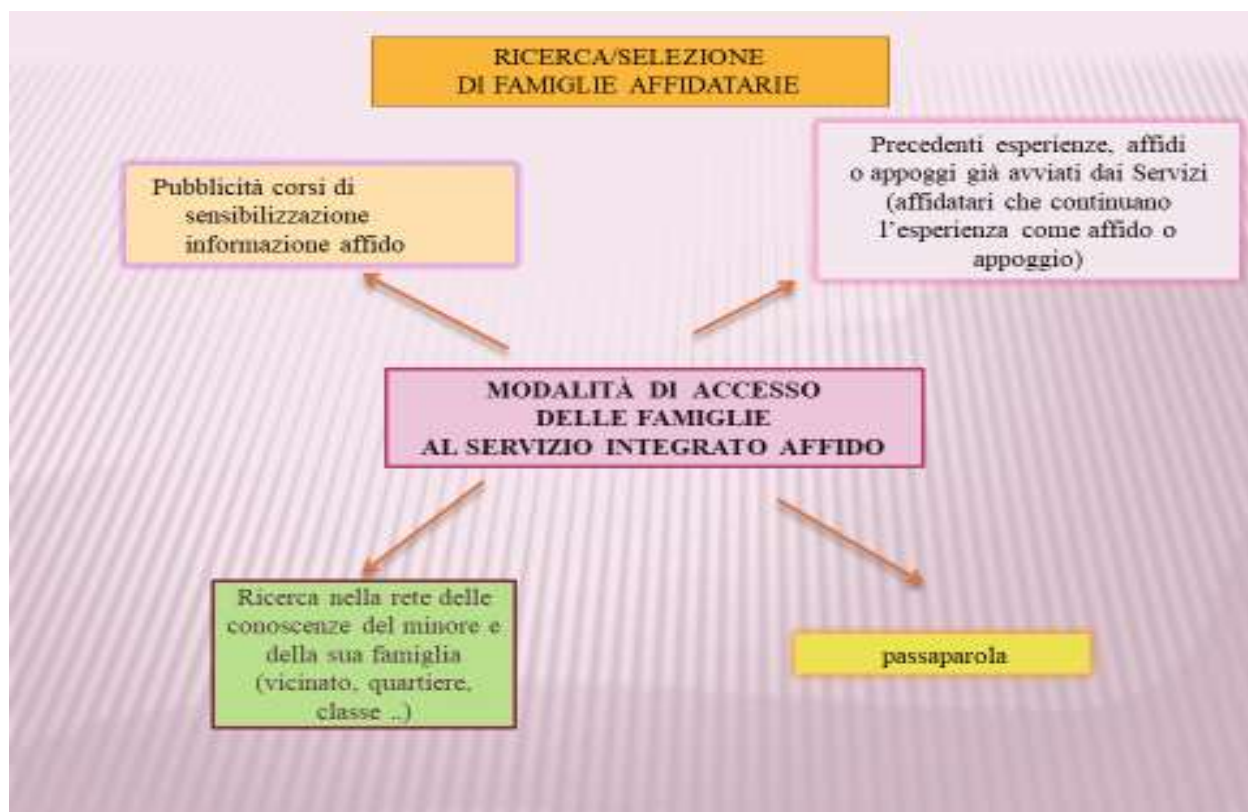 RICERCA/SELEZIONE
DI FAMIGLIE AFFIDATARIE
Pubblicità corsi di
sensibilizzazione
informazione affido
Precedenti esperienze, affidi
o appoggi già avviati dai Servizi
(affidatari che continuano
l'esperienza come affido o
appoggio)
MODALITÀ DI ACCESSO
DELLE FAMIGLIE
AL SERVIZIO INTEGRATO AFFIDO
Ricerca nella rete delle
conoscenze del minore e
della sua famiglia
(vicinato, quartiere,
classe ..)
passaparola